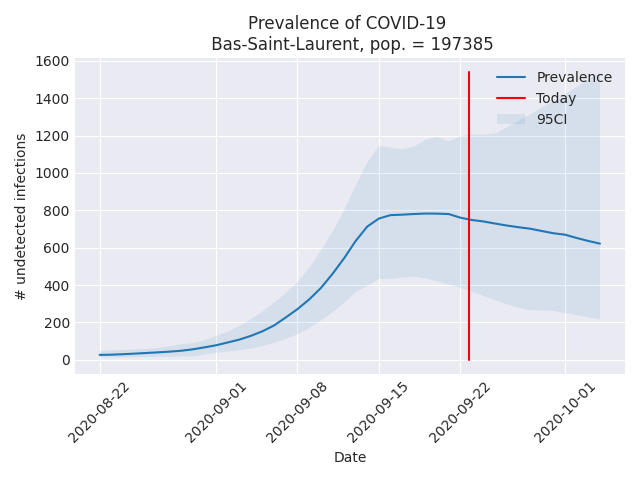 Prevalence of COVID-19
Bas-Saint-Laurent, pop. = 197385
# undetected infections
1600
1400
1200
1000
800
600
400
200
0
Prevalence
Today
95CI
2020-08-22
2020-09-01
2020-09-08
2020-09-15
2020-09-22
2020-10-01
Date